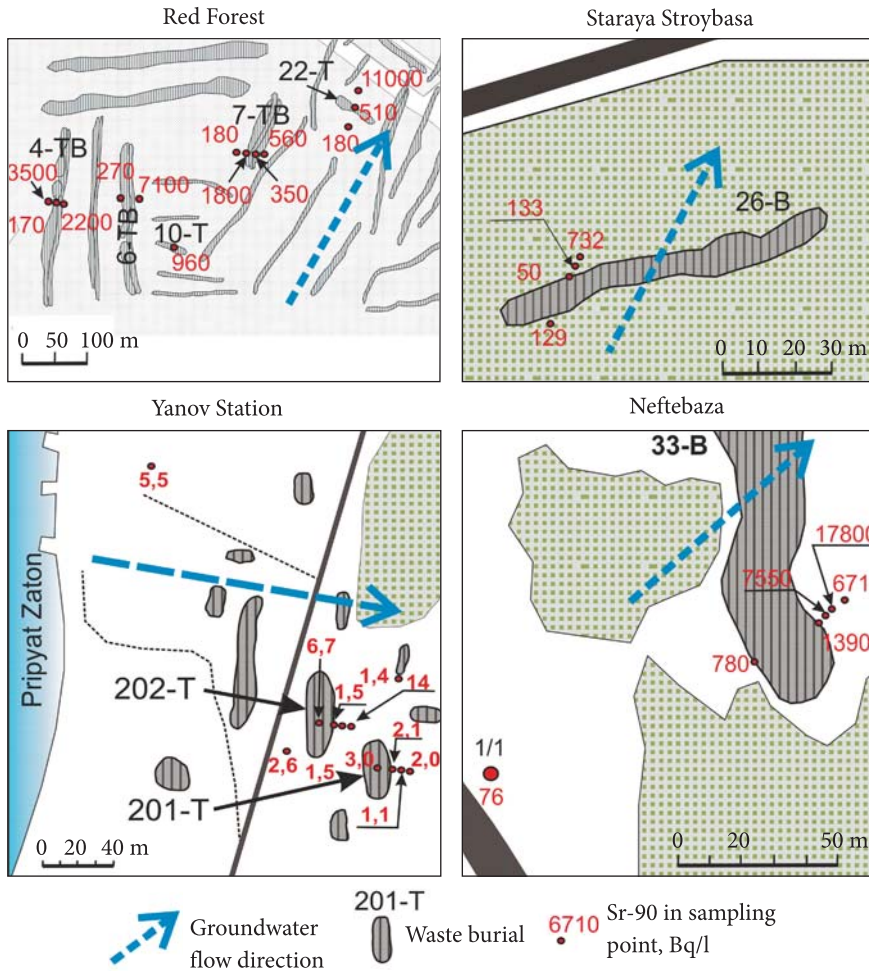 Red Forest
Staraya Stroybasa
22-T
11000
7-TB
510
180
560
180
4-TB
3500
270
7100
1800
350
170
2200
6-TB
10-T
960
0 50 100 m
26-B
133
732
50
129
0 10 20 30 m
Yanov Station
Neftebaza
5,5
Pripyat Zaton
6,7
202-T
1,4
14
1,5
2,1
2,6
1,5
3,0
2,0
201-T
1,1
0 20 40 m
33-B
17800
7550
671
1390
780
1/1
76
0 20 50 m
Groundwater
flow direction
201-T
Waste burial
6710
Sr-90 in sampling
point, Bq/l